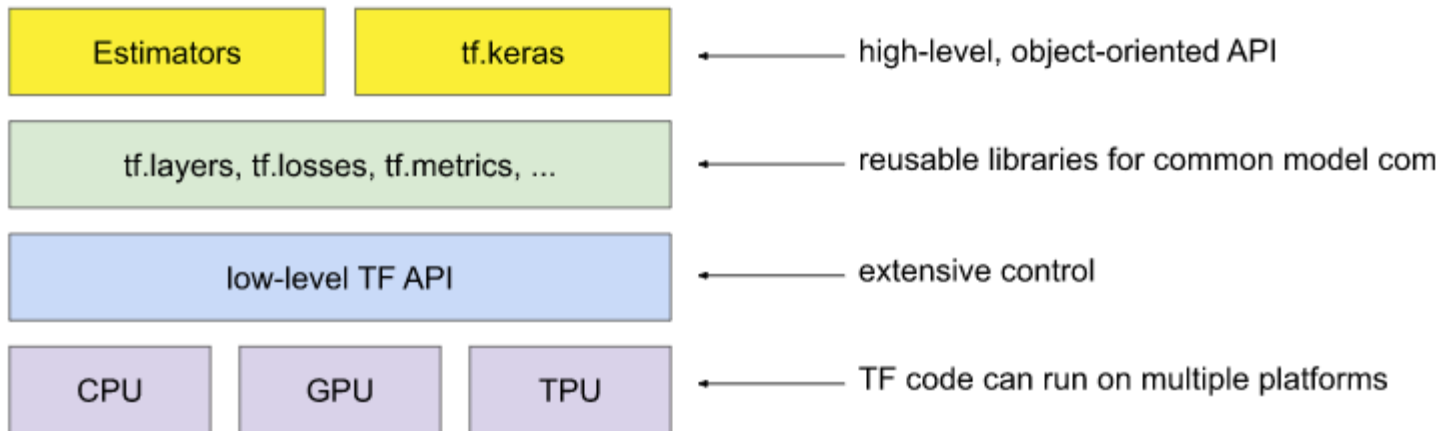 Estimators
tf.keras
high-level, object-oriented API
tf.layers, tf.losses, tf.metrics, ...
reusable libraries for common model com
low-level TF API
extensive control
CPU
GPU
TPU
TF code can run on multiple platforms